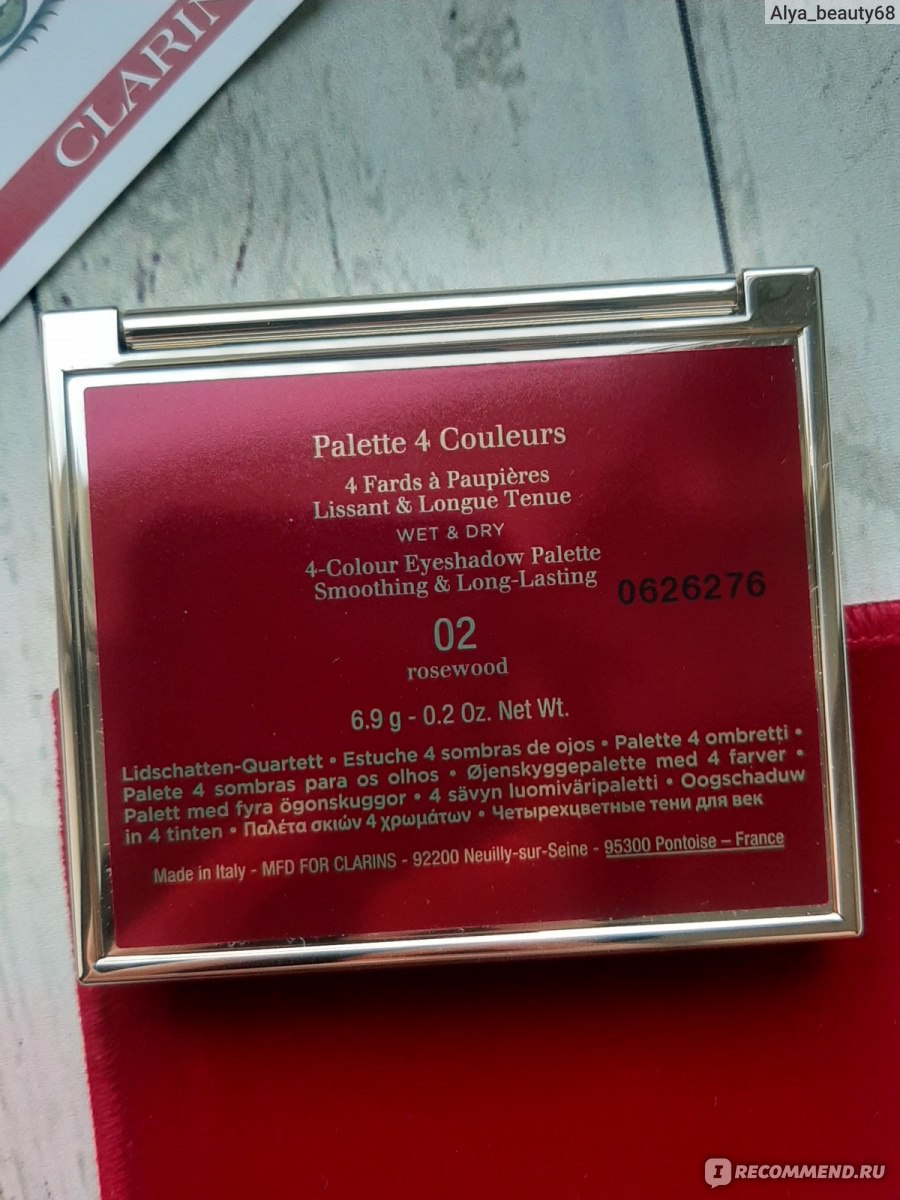 Alya_beauty68
CLARIN
Palette 4 Couleurs
4 Fards à Paupières
Lissant & Longue Tenue
WET & DRY
4-Colour Eyeshadow Palette
Smoothing & Long-Lasting
0626276
02
rosewood
6.9 g - 0.2 Oz. Net Wt.
Lidschatten-Quartett • Estuche 4 sombras de ojos • Palette 4 ombretti •
Palete 4 sombras para os olhos • Øjenskyggepalette med 4 farver •
Palett med fyra ögonskuggor • 4 sävyn luomiväripaletti • Oogschaduw
in 4 tinten • Παλέτα σκιών 4 χρωμάτων • Четырехцветные тени для век
Made in Italy - MFD FOR CLARINS - 92200 Neuilly-sur-Seine - 95300 Pontoise – France
IRECOMMEND.RU